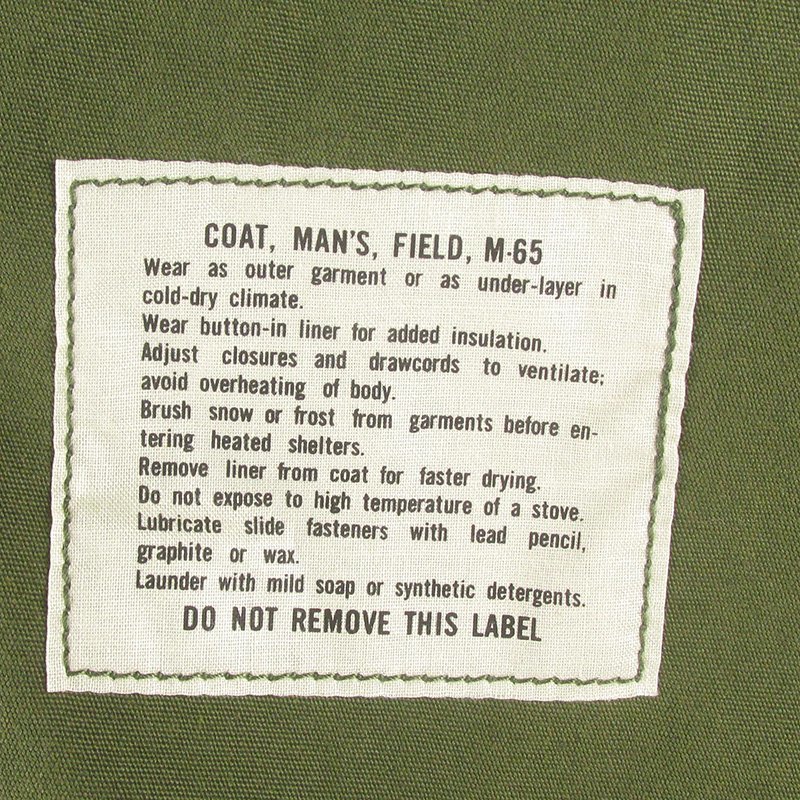 COAT, MAN'S, FIELD, M-65
Wear as outer garment or as under-layer in
cold-dry climate.
Wear button-in liner for added insulation.
Adjust closures and drawcords to ventilate;
avoid overheating of body.
Brush snow or frost from garments before en-
tering heated shelters.
Remove liner from coat for faster drying.
Do not expose to high temperature of a stove.
Lubricate slide fasteners with lead pencil,
graphite or wax.
Launder with mild soap or synthetic detergents.
DO NOT REMOVE THIS LABEL